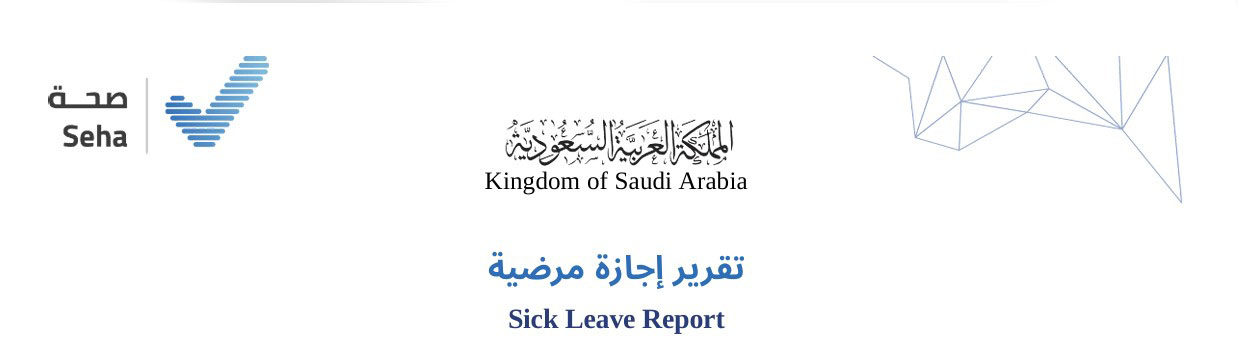 صحة
Seha
المملكة العربية السعودية
Kingdom of Saudi Arabia
تقرير إجازة مرضية
Sick Leave Report